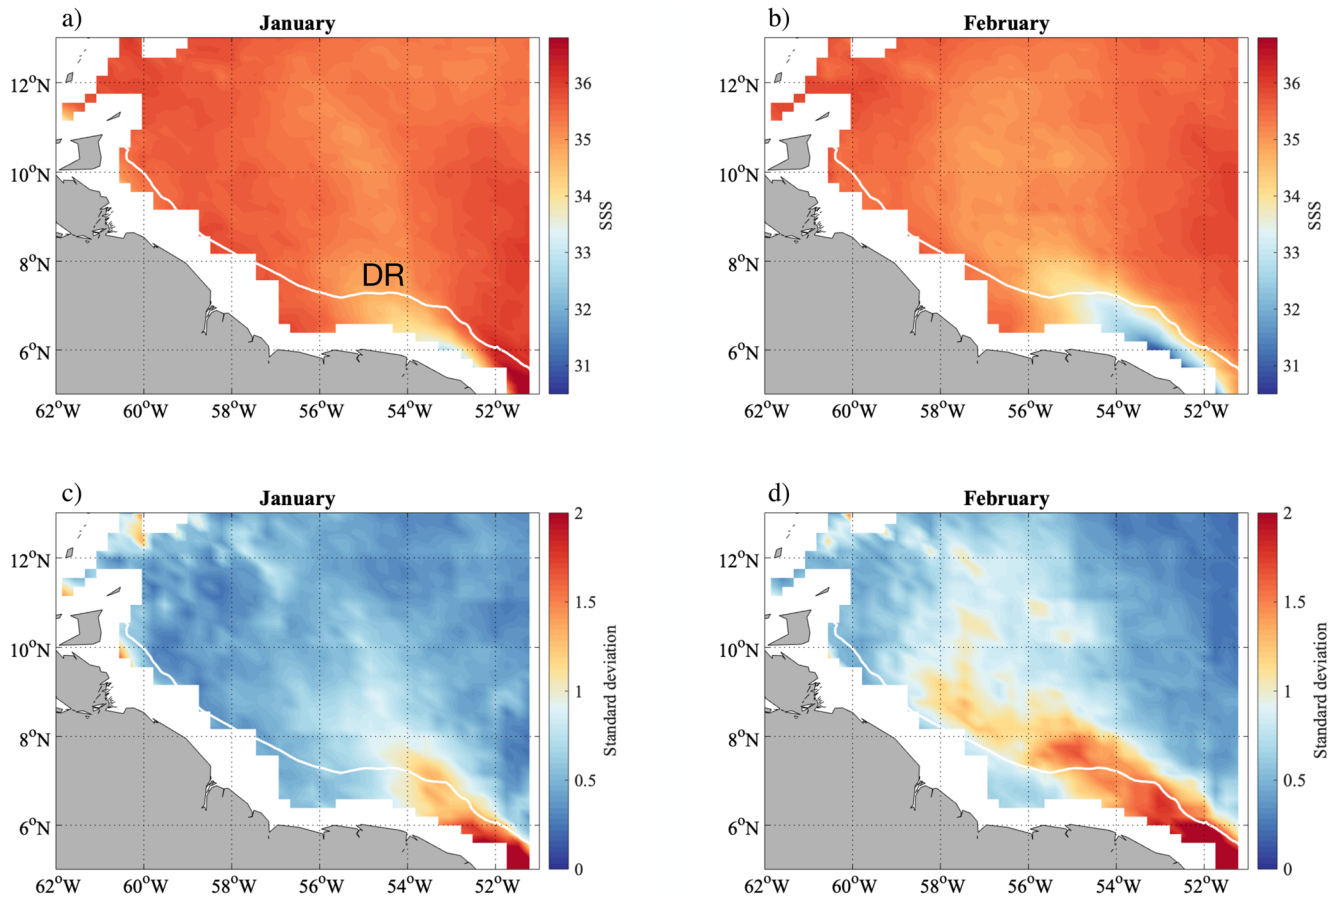 a) January
12°N
10°N
8°N
6°N
62°W 60°W 58°W 56°W 54°W 52°W
DR
36
35
34
33
32
31
SSS
b) February
12°N
10°N
8°N
6°N
62°W 60°W 58°W 56°W 54°W 52°W
36
35
34
33
32
31
SSS
c) January
12°N
10°N
8°N
6°N
62°W 60°W 58°W 56°W 54°W 52°W
2
1.5
1
0.5
0
Standard deviation
d) February
12°N
10°N
8°N
6°N
62°W 60°W 58°W 56°W 54°W 52°W
2
1.5
1
0.5
0
Standard deviation